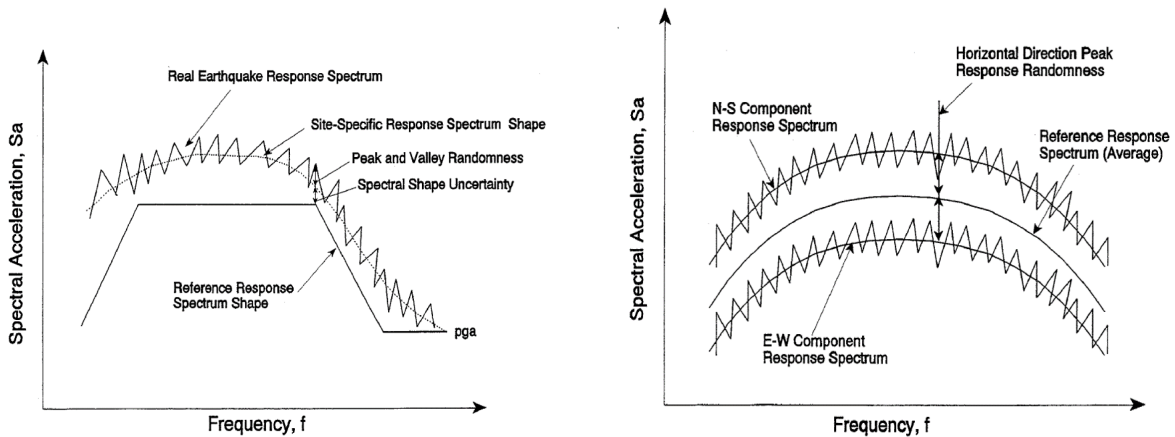 Spectral Acceleration, Sa
Real Earthquake Response Spectrum
Site-Specific Response Spectrum Shape
Peak and Valley Randomness
Spectral Shape Uncertainty
Reference Response
Spectrum Shape
pga
Frequency, f
Spectral Acceleration, Sa
Horizontal Direction Peak
Response Randomness
N-S Component
Response Spectrum
Reference Response
Spectrum (Average)
E-W Component
Response Spectrum
Frequency, f